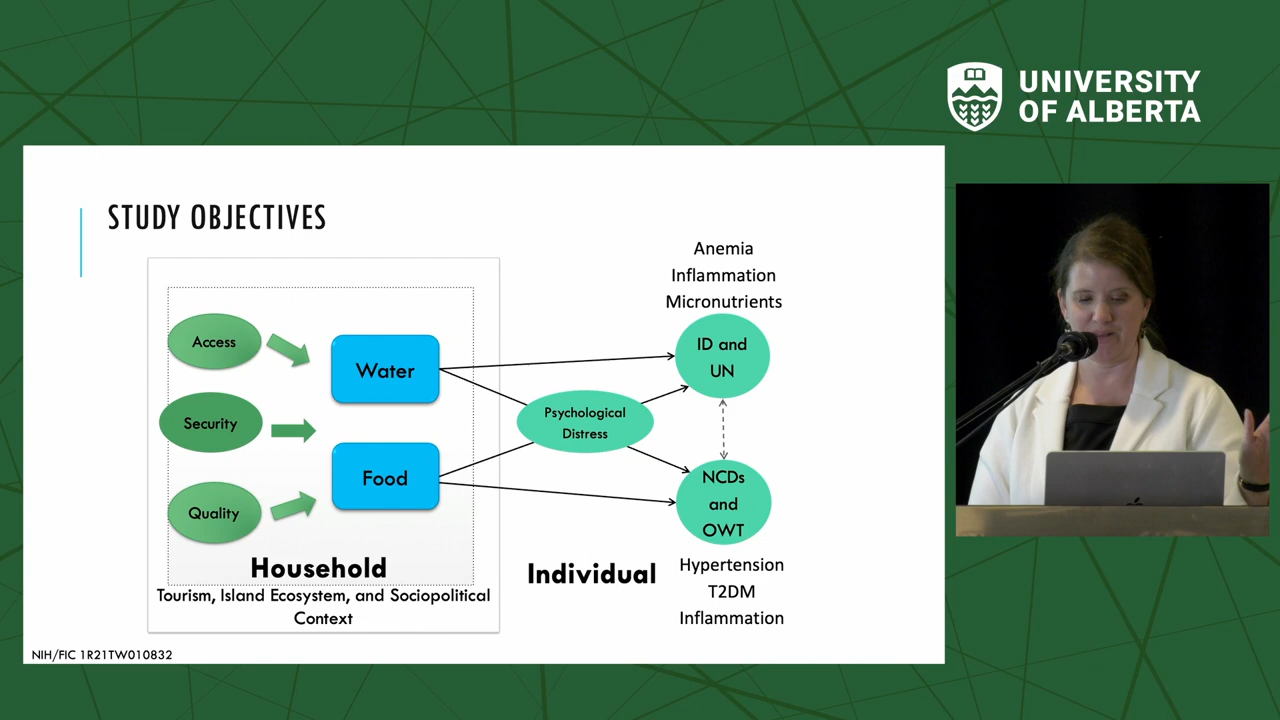 UNIVERSITY
OF ALBERTA
STUDY OBJECTIVES
Anemia
Inflammation
Micronutrients
Access
Security
Quality
Water
Food
Psychological
Distress
ID and
UN
NCDs
and
OWT
Household
Individual
Hypertension
T2DM
Inflammation
Tourism, Island Ecosystem, and Sociopolitical
Context
NIH/FIC 1R21TW010832